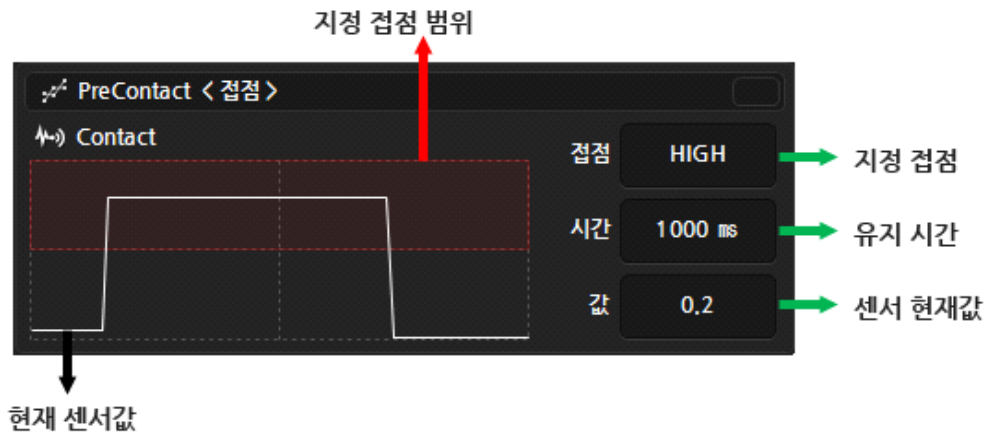 지정 접점 범위
PreContact < 접점 >
Contact
접점 HIGH 지정 접점
시간 1000 ㎳ 유지 시간
값 0.2 센서 현재값
현재 센서값